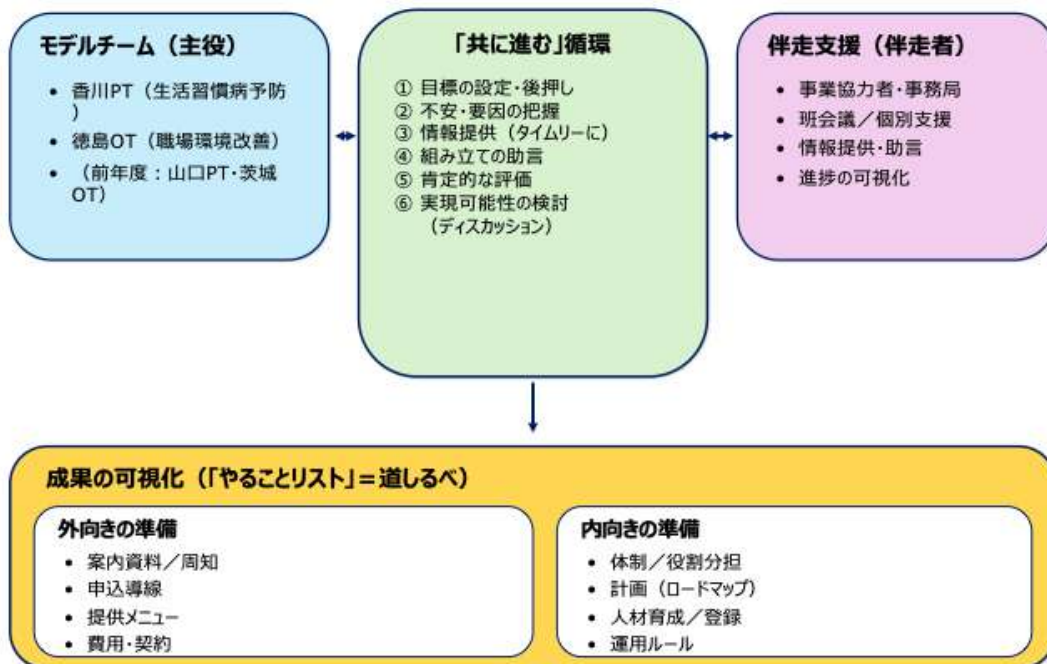 モデルチーム（主役）
• 香川PT（生活習慣病予防
）
• 徳島OT（職場環境改善）
• （前年度：山口PT・茨城
OT）
「共に進む」循環
① 目標の設定・後押し
② 不安・要因の把握
③ 情報提供（タイムリーに）
④ 組み立ての助言
⑤ 肯定的な評価
⑥ 実現可能性の検討
（ディスカッション）
伴走支援（伴走者）
• 事業協力者・事務局
• 班会議／個別支援
• 情報提供・助言
• 進捗の可視化
成果の可視化（「やることリスト」＝道しるべ）
外向きの準備
• 案内資料／周知
• 申込導線
• 提供メニュー
• 費用・契約
内向きの準備
• 体制／役割分担
• 計画（ロードマップ）
• 人材育成／登録
• 運用ルール